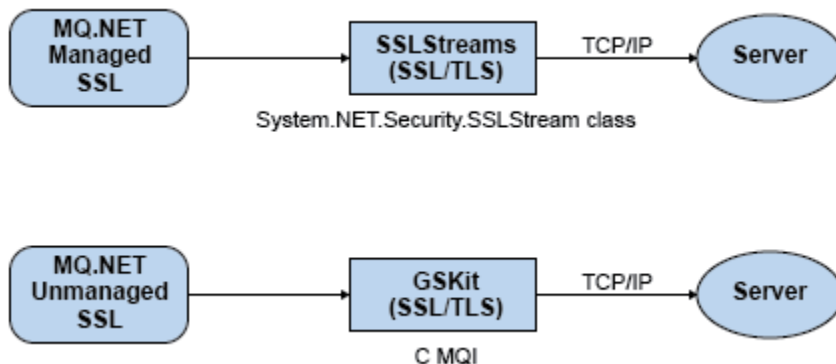 MQ.NET
Managed
SSL
SSLStreams
(SSL/TLS)
TCP/IP
Server
System.NET.Security.SSLStream class
MQ.NET
Unmanaged
SSL
GSKit
(SSL/TLS)
TCP/IP
Server
C MQI